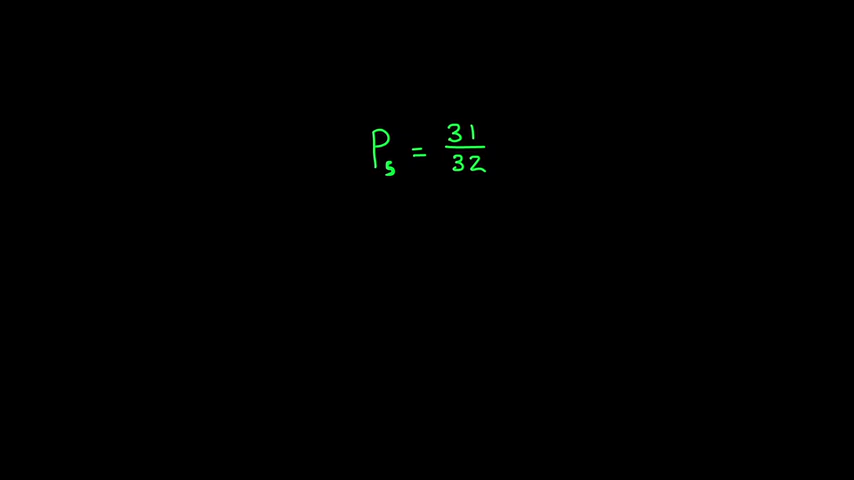 P₅ = 31/32